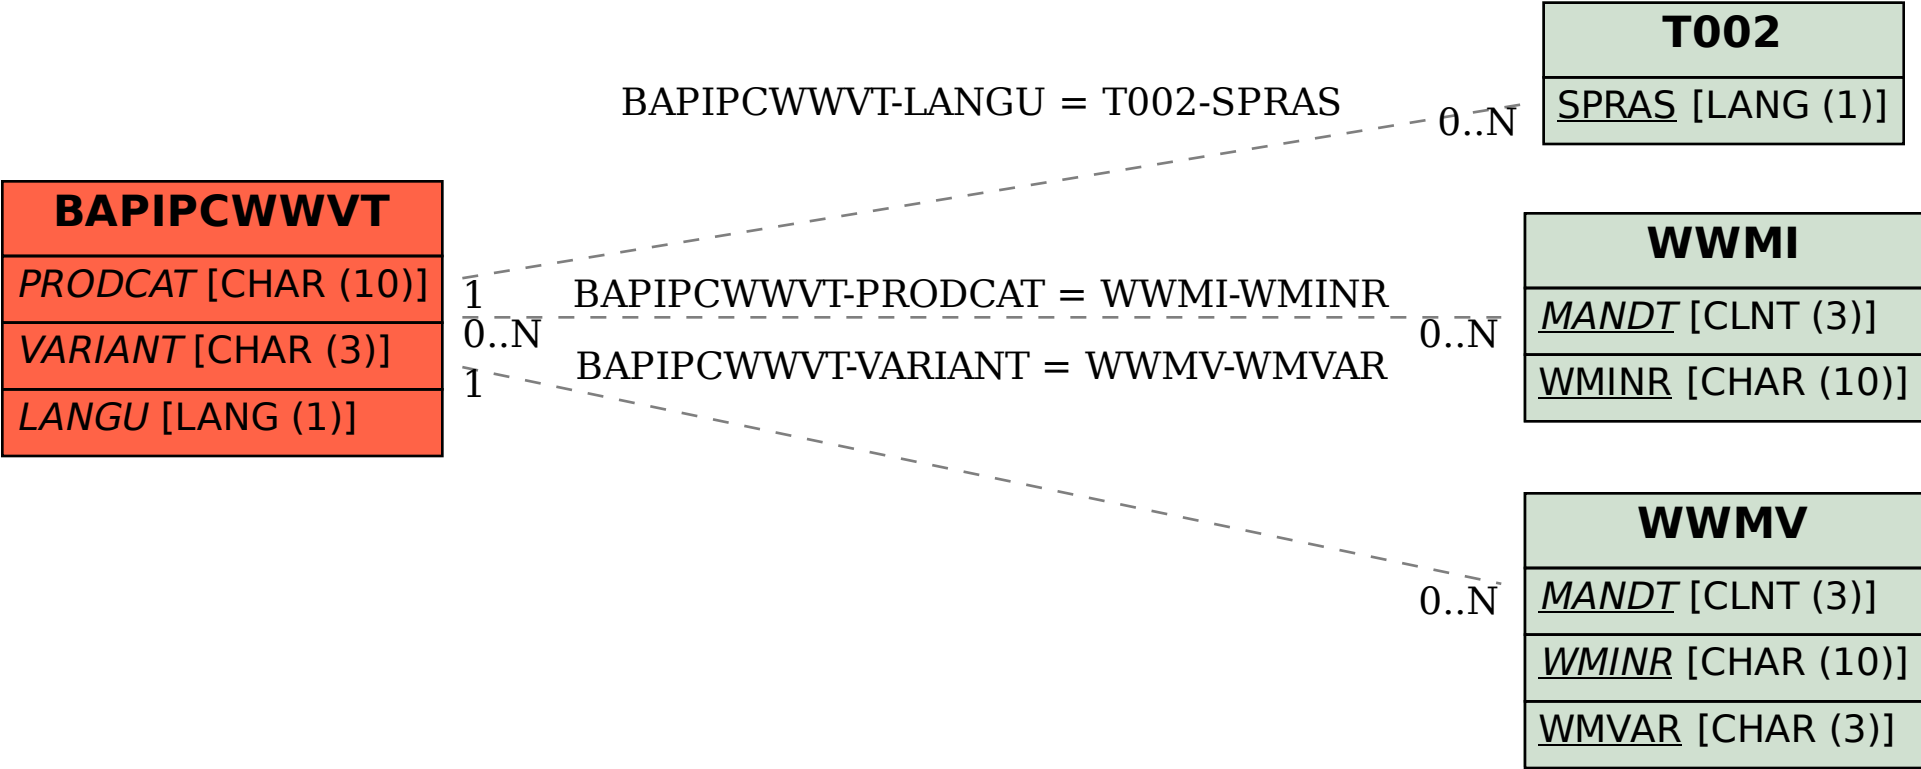 T002
SPRAS [LANG (1)]
BAPIPCWWVT-LANGU = T002-SPRAS
0..N
BAPIPCWWVT
PRODCAT [CHAR (10)]
VARIANT [CHAR (3)]
LANGU [LANG (1)]
1
BAPIPCWWVT-PRODCAT = WWMI-WMINR
0..N
0..N
BAPIPCWWVT-VARIANT = WWMV-WMVAR
1
0..N
WWMI
MANDT [CLNT (3)]
WMINR [CHAR (10)]
WWMV
MANDT [CLNT (3)]
WMINR [CHAR (10)]
WMVAR [CHAR (3)]